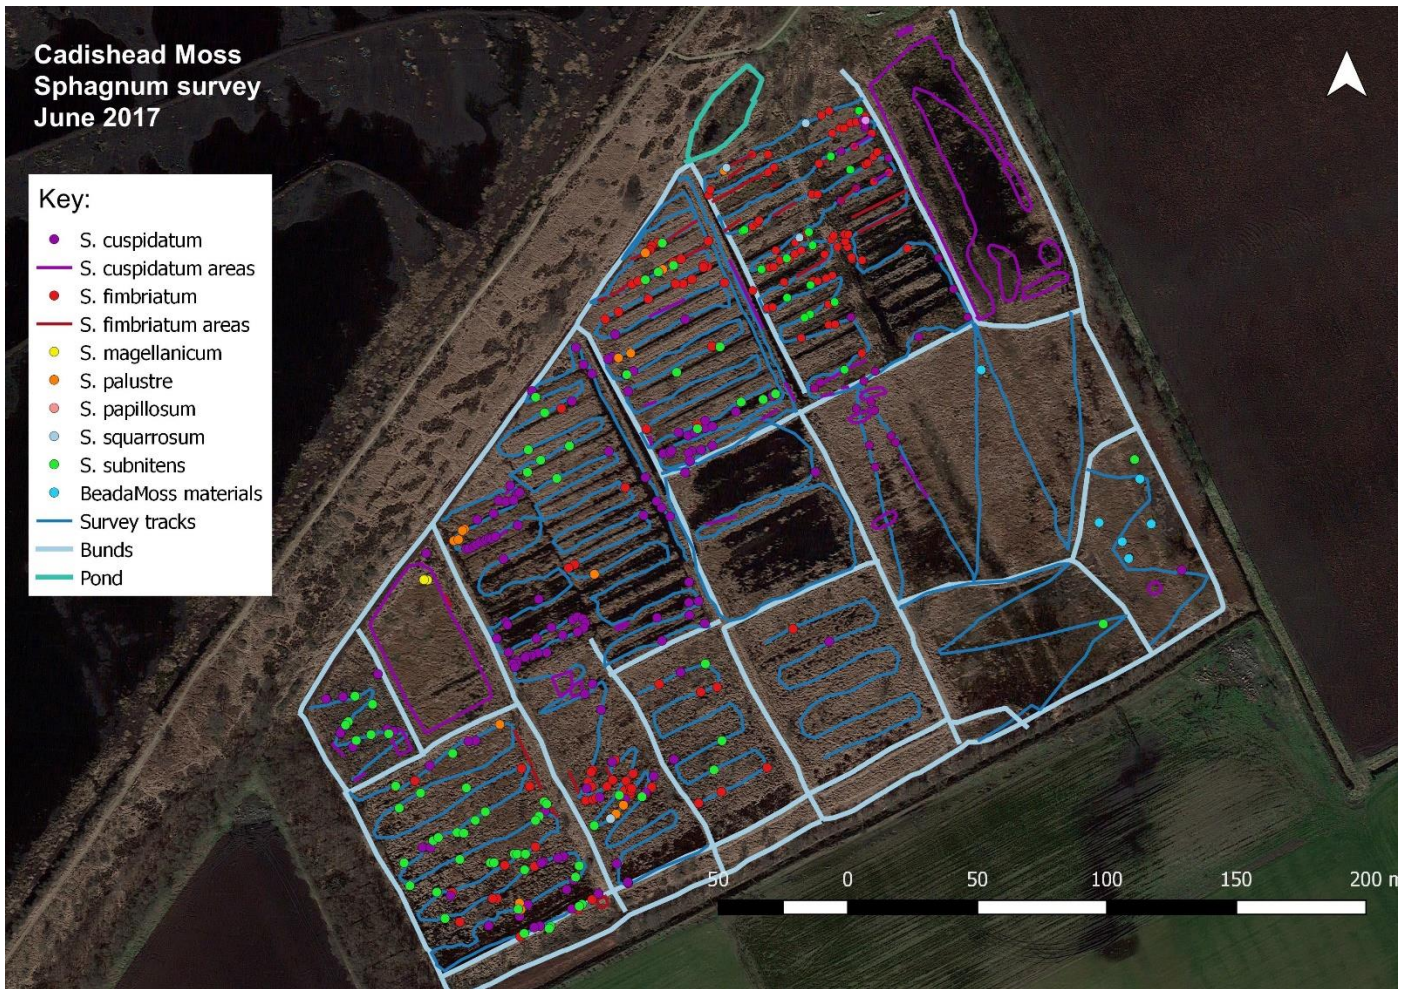 Cadishead Moss
Sphagnum survey
June 2017
Key:
S. cuspidatum
S. cuspidatum areas
S. fimbriatum
S. fimbriatum areas
S. magellanicum
S. palustre
S. papillosum
S. squarrosum
S. subnitens
BeadaMoss materials
Survey tracks
Bunds
Pond
50 0 50 100 150 200 m